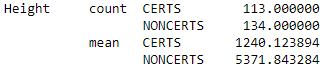 Height count CERTS 113.000000
NONCERTS 134.000000
mean CERTS 1240.123894
NONCERTS 5371.843284